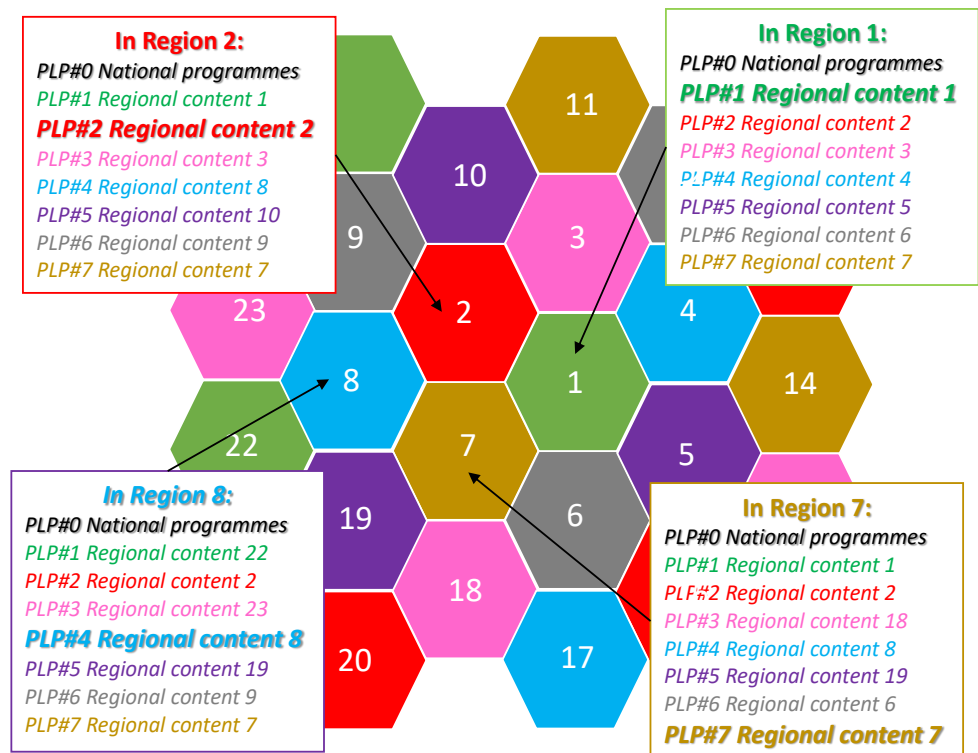 In Region 2:
PLP#0 National programmes
PLP#1 Regional content 1
PLP#2 Regional content 2
PLP#3 Regional content 3
PLP#4 Regional content 8
PLP#5 Regional content 10
PLP#6 Regional content 9
PLP#7 Regional content 7
In Region 1:
PLP#0 National programmes
PLP#1 Regional content 1
PLP#2 Regional content 2
PLP#3 Regional content 3
PLP#4 Regional content 4
PLP#5 Regional content 5
PLP#6 Regional content 6
PLP#7 Regional content 7
11
10
9
3
23
2
4
8
1
14
22
7
5
19
6
18
20
17
In Region 8:
PLP#0 National programmes
PLP#1 Regional content 22
PLP#2 Regional content 2
PLP#3 Regional content 23
PLP#4 Regional content 8
PLP#5 Regional content 19
PLP#6 Regional content 9
PLP#7 Regional content 7
In Region 7:
PLP#0 National programmes
PLP#1 Regional content 1
PLP#2 Regional content 2
PLP#3 Regional content 18
PLP#4 Regional content 8
PLP#5 Regional content 19
PLP#6 Regional content 6
PLP#7 Regional content 7